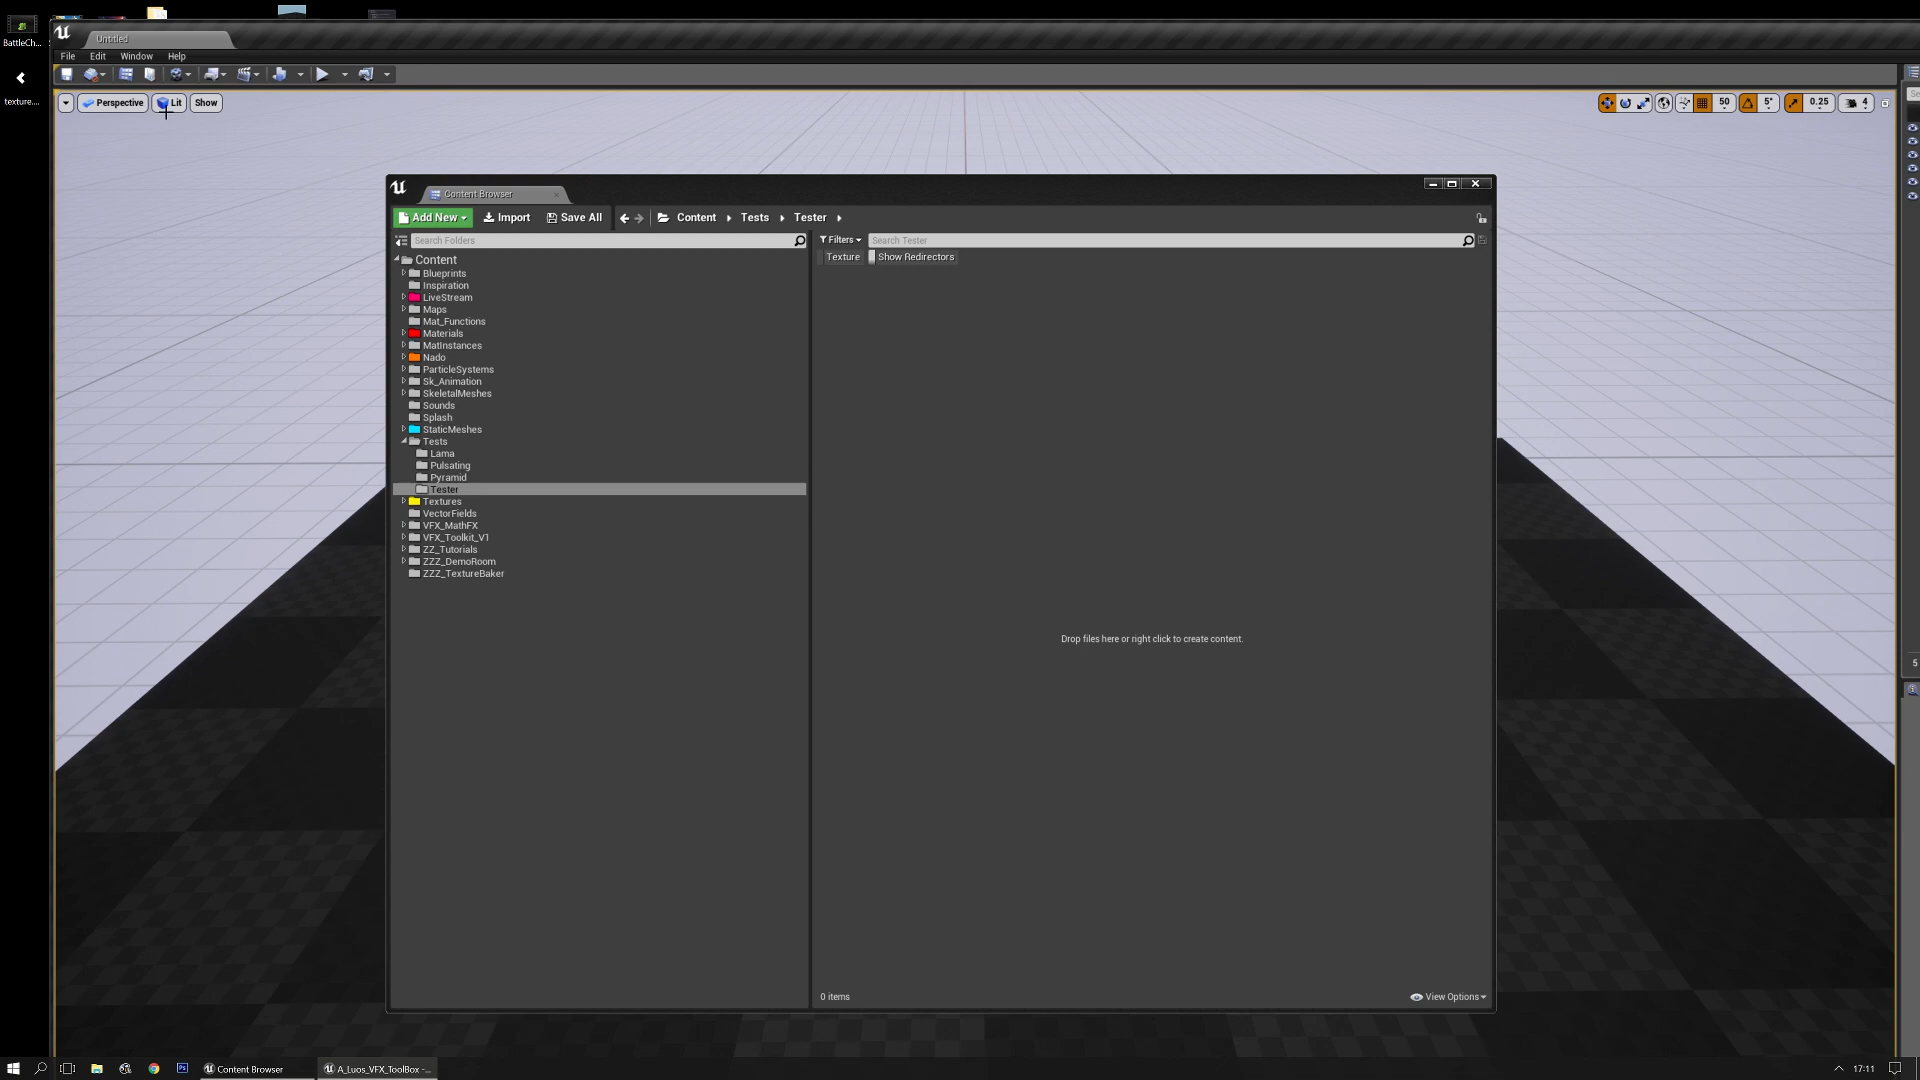 BattleCh...
texture....
Untitled
File Edit Window Help
Perspective Lit Show
50 5° 0.25 4
Content Browser
Add New Import Save All Content Tests Tester
Search Folders
Filters Search Tester
Texture Show Redirectors
Content
Blueprints
Inspiration
LiveStream
Maps
Mat_Functions
Materials
MatInstances
Nado
ParticleSystems
Sk_Animation
SkeletalMeshes
Sounds
Splash
StaticMeshes
Tests
Lama
Pulsating
Pyramid
Tester
Textures
VectorFields
VFX_MathFX
VFX_Toolkit_V1
ZZ_Tutorials
ZZZ_DemoRoom
ZZZ_TextureBaker
Drop files here or right click to create content.
0 items View Options
Se
5
Content Browser A_Luos_VFX_ToolBox -... 17:11